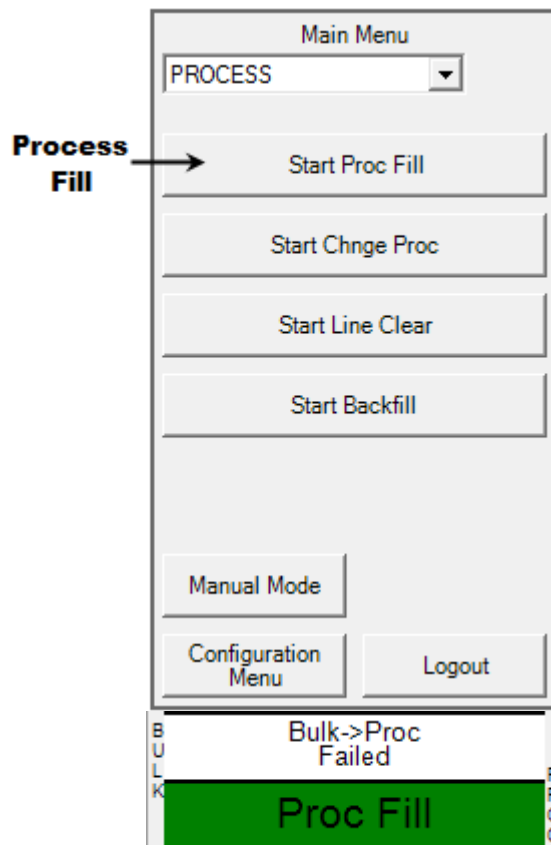 Main Menu
PROCESS
Process
Fill
Start Proc Fill
Start Chnge Proc
Start Line Clear
Start Backfill
Manual Mode
Configuration
Menu
Logout
B
U
L
K
Bulk->Proc
Failed
Proc Fill